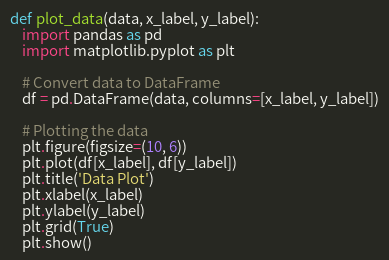 def plot_data(data, x_label, y_label):
    import pandas as pd
    import matplotlib.pyplot as plt

    # Convert data to DataFrame
    df = pd.DataFrame(data, columns=[x_label, y_label])

    # Plotting the data
    plt.figure(figsize=(10, 6))
    plt.plot(df[x_label], df[y_label])
    plt.title('Data Plot')
    plt.xlabel(x_label)
    plt.ylabel(y_label)
    plt.grid(True)
    plt.show()